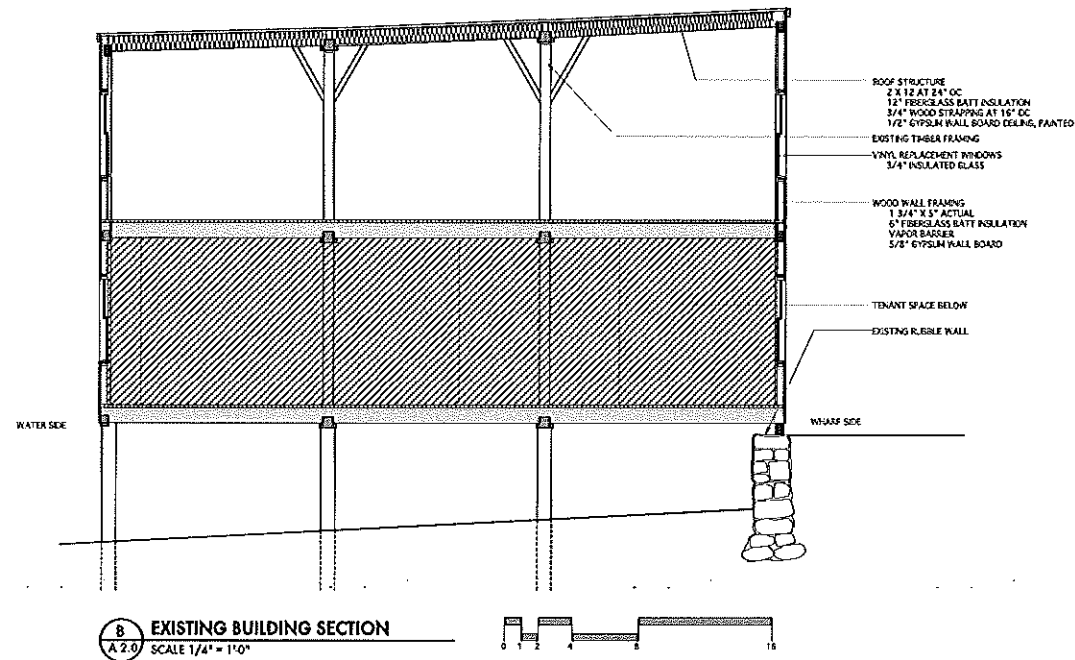 ROOF STRUCTURE
2 X 12 AT 24" OC
12" FIBERGLASS BATT INSULATION
3/4" WOOD STRAPPING AT 16" OC
1/2" GYPSUM WALL BOARD CEILING, PAINTED
EXISTING TIMBER FRAMING
VINYL REPLACEMENT WINDOWS
3/4" INSULATED GLASS
WOOD WALL FRAMING
1 3/4" X 5" ACTUAL
6" FIBERGLASS BATT INSULATION
VAPOR BARRIER
5/8" GYPSUM WALL BOARD
TENANT SPACE BELOW
EXISTING RUBBLE WALL
WATER SIDE
WHARF SIDE
B
A 2.0
EXISTING BUILDING SECTION
SCALE 1/4" = 1'0"
0 1 2 4 8 16